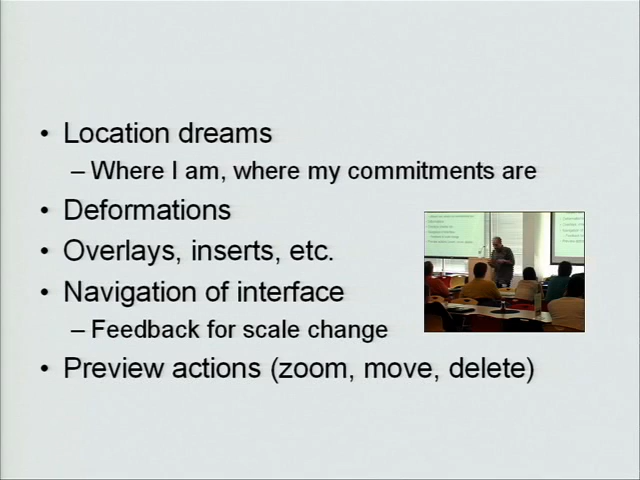 • Location dreams
– Where I am, where my commitments are
• Deformations
• Overlays, inserts, etc.
• Navigation of interface
– Feedback for scale change
• Preview actions (zoom, move, delete)